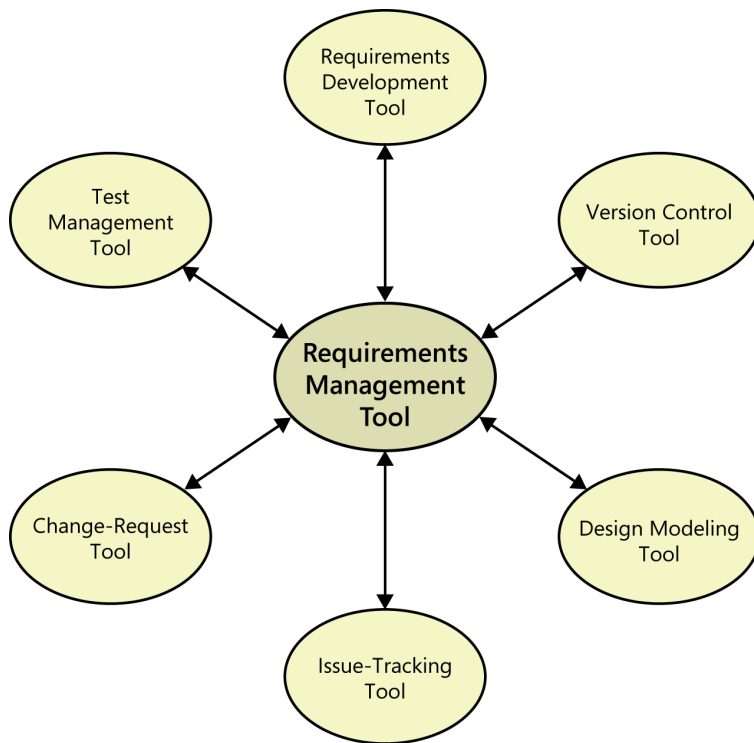 Requirements
Development
Tool
Test
Management
Tool
Version Control
Tool
Requirements
Management
Tool
Change-Request
Tool
Design Modeling
Tool
Issue-Tracking
Tool